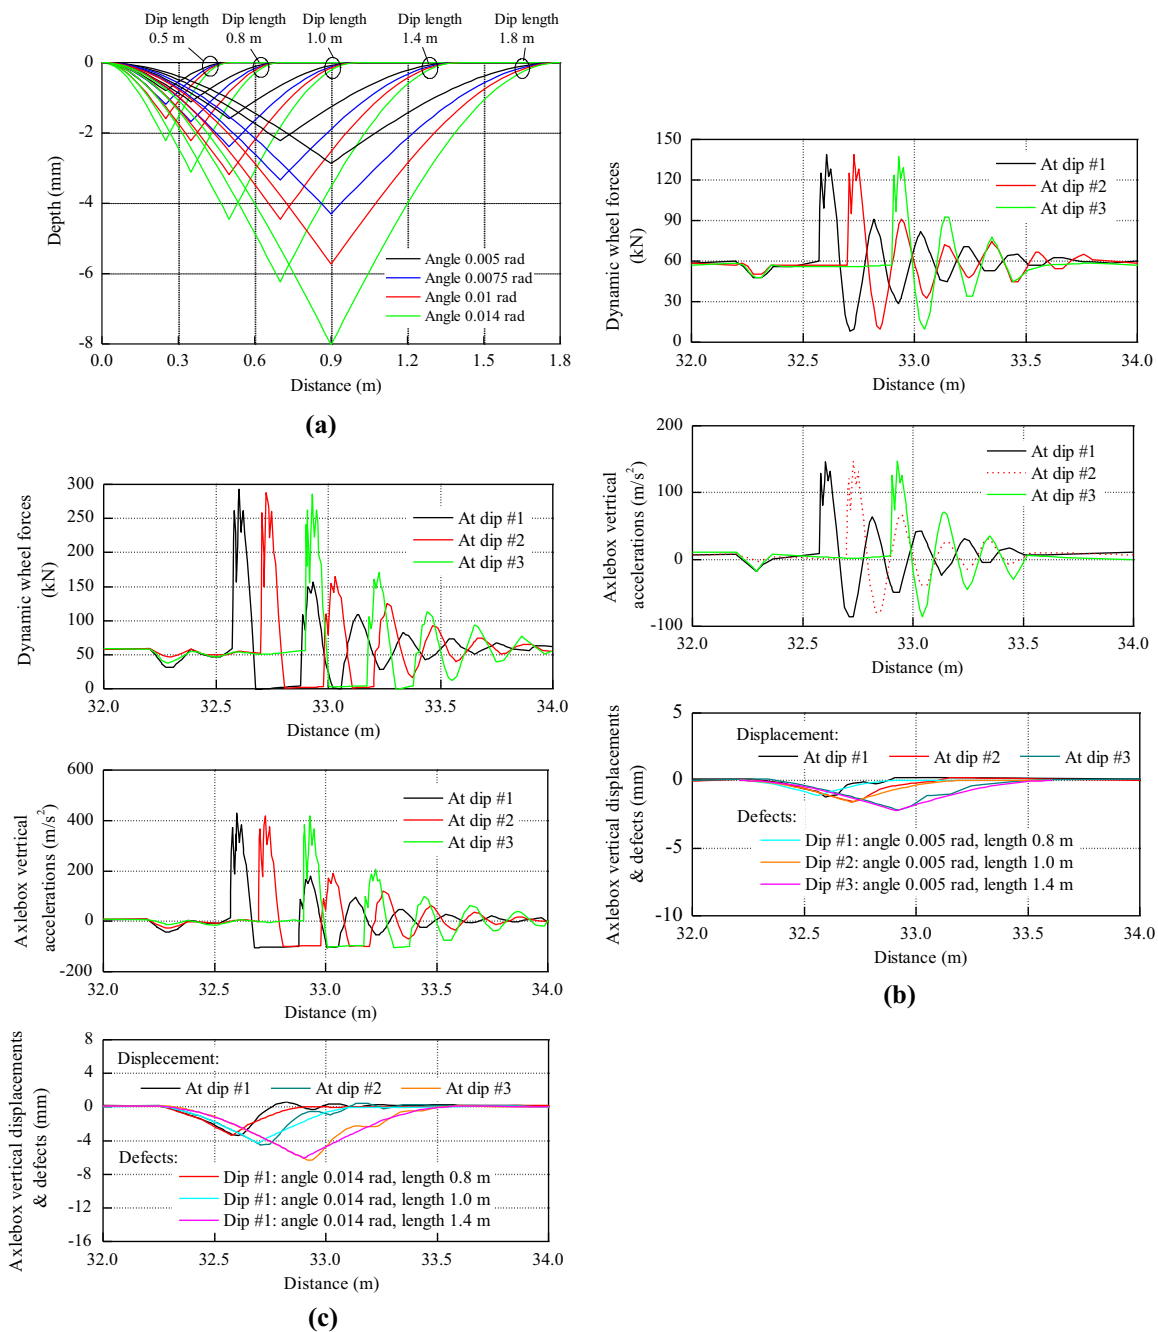 Dip length Dip length Dip length Dip length Dip length
0.5 m 0.8 m 1.0 m 1.4 m 1.8 m
0
-2
-4
-6
-8
Depth (mm)
Angle 0.005 rad
Angle 0.0075 rad
Angle 0.01 rad
Angle 0.014 rad
0.0 0.3 0.6 0.9 1.2 1.5 1.8
Distance (m)
(a)
150
120
90
60
30
0
Dynamic wheel forces
(kN)
At dip #1
At dip #2
At dip #3
32.0 32.5 33.0 33.5 34.0
Distance (m)
200
100
0
-100
Axlebox vetrtical
accelerations (m/s²)
At dip #1
At dip #2
At dip #3
32.0 32.5 33.0 33.5 34.0
Distance (m)
5
0
-5
-10
Axlebox vertical displacements
& defects (mm)
Displacement:
At dip #1 At dip #2 At dip #3
Defects:
Dip #1: angle 0.005 rad, length 0.8 m
Dip #2: angle 0.005 rad, length 1.0 m
Dip #3: angle 0.005 rad, length 1.4 m
32.0 32.5 33.0 33.5 34.0
Distance (m)
(b)
300
250
200
150
100
50
0
Dynamic wheel forces
(kN)
At dip #1
At dip #2
At dip #3
32.0 32.5 33.0 33.5 34.0
Distance (m)
600
400
200
0
-200
Axlebox vetrtical
accelerations (m/s²)
At dip #1
At dip #2
At dip #3
32.0 32.5 33.0 33.5 34.0
Distance (m)
8
4
0
-4
-8
-12
-16
Axlebox vertical displacements
& defects (mm)
Displecement:
At dip #1 At dip #2 At dip #3
Defects:
Dip #1: angle 0.014 rad, length 0.8 m
Dip #1: angle 0.014 rad, length 1.0 m
Dip #1: angle 0.014 rad, length 1.4 m
32.0 32.5 33.0 33.5 34.0
Distance (m)
(c)